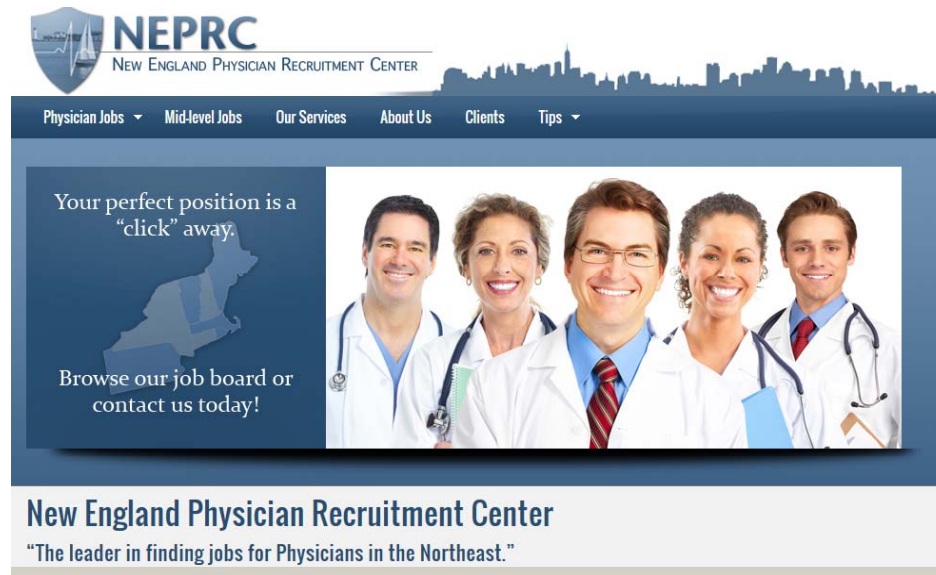 NEPRC
New England Physician Recruitment Center
Physician Jobs Mid-level Jobs Our Services About Us Clients Tips
Your perfect position is a
“click” away.
Browse our job board or
contact us today!
New England Physician Recruitment Center
“The leader in finding jobs for Physicians in the Northeast.”